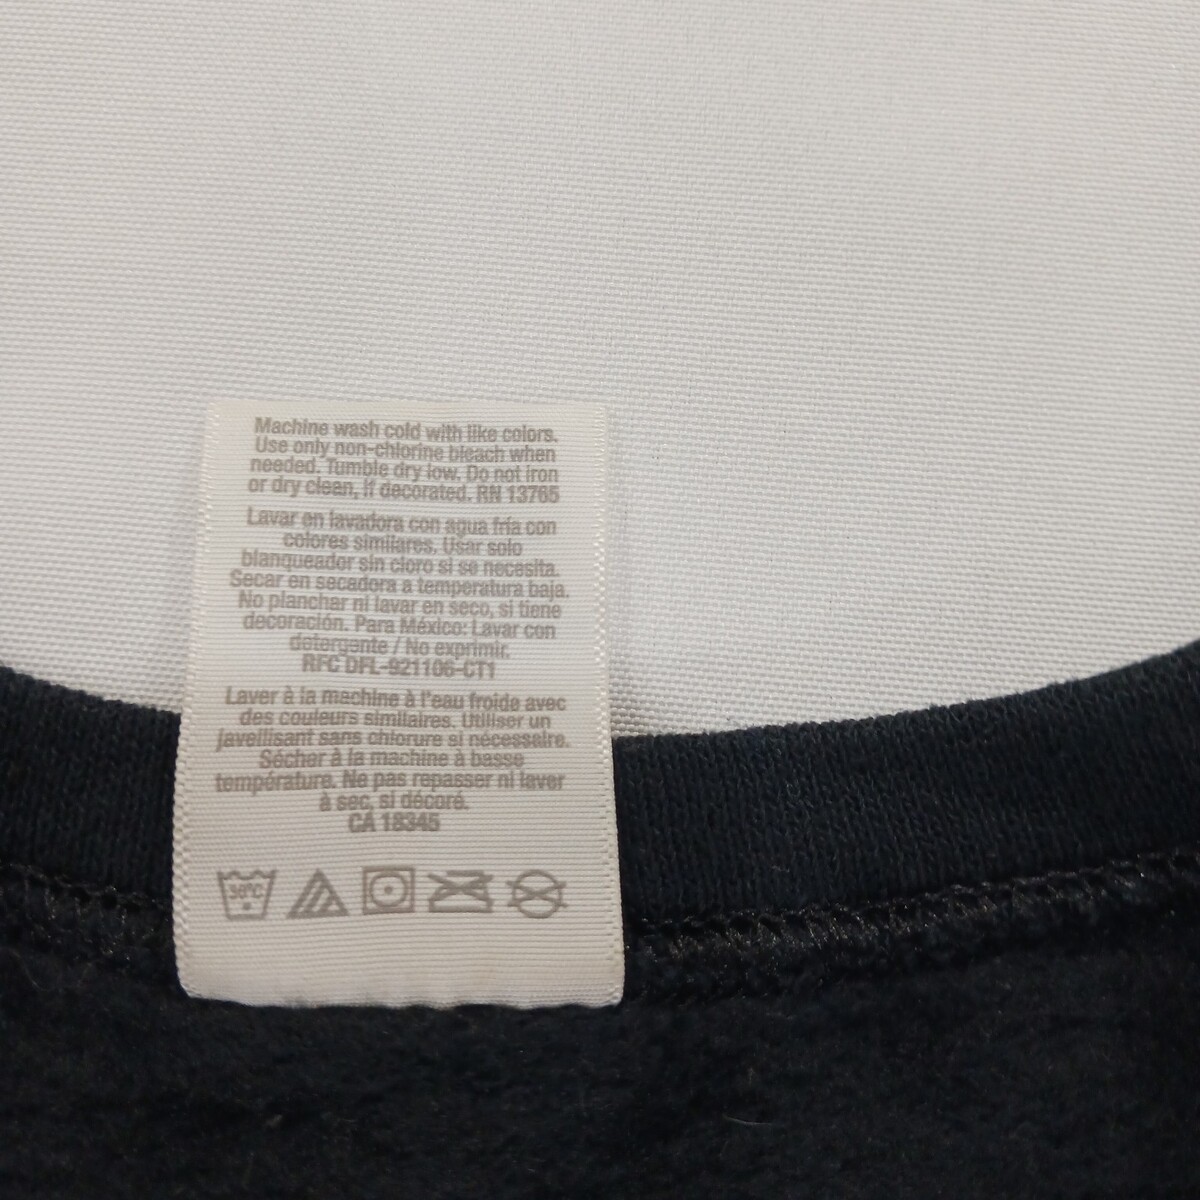 Machine wash cold with like colors.
Use only non-chlorine bleach when
needed. Tumble dry low. Do not iron
or dry clean, if decorated. RN 13765
Lavar en lavadora con agua fría con
colores similares. Usar solo
blanqueador sin cloro si se necesita.
Secar en secadora a temperatura baja.
No planchar ni lavar en seco, si tiene
decoración. Para México: Lavar con
detergente / No exprimir.
RFC DFL-921106-CT1
Laver à la machine à l'eau froide avec
des couleurs similaires. Utiliser un
javellisant sans chlorure si nécessaire.
Sécher à la machine à basse
température. Ne pas repasser ni laver
à sec, si décoré.
CA 18345
30°C